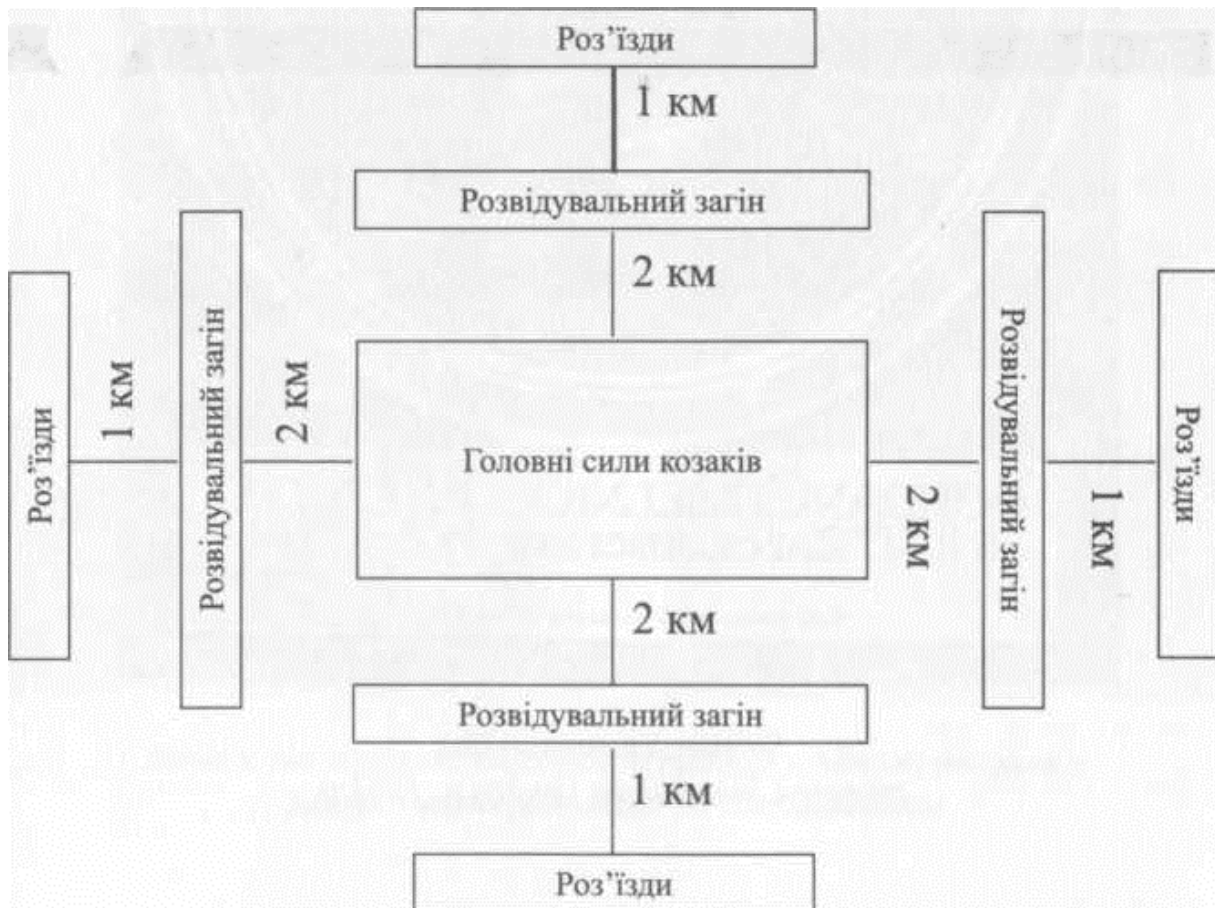 Роз’їзди
1 км
Розвідувальний загін
2 км
Роз’їзди
1 км
Розвідувальний загін
2 км
Головні сили козаків
2 км
Розвідувальний загін
1 км
Роз’їзди
2 км
Розвідувальний загін
1 км
Роз’їзди